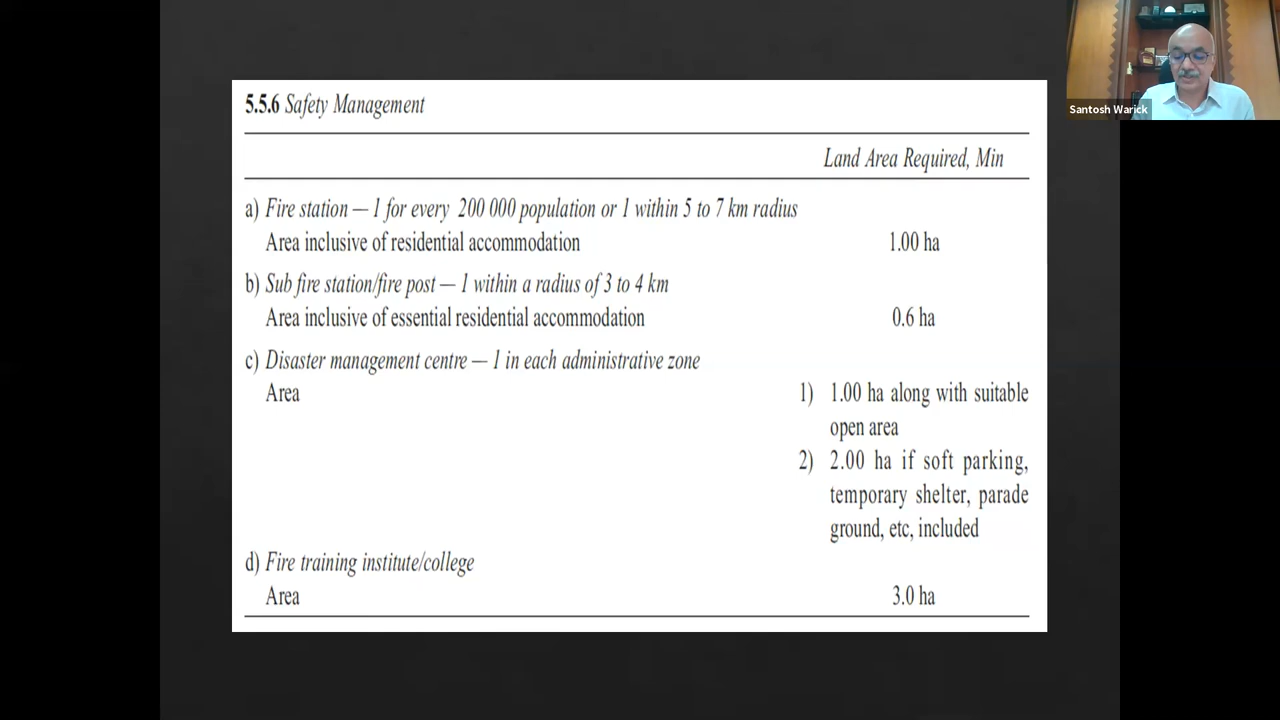 5.5.6 Safety Management
Land Area Required, Min
a) Fire station — 1 for every 200 000 population or 1 within 5 to 7 km radius
Area inclusive of residential accommodation 1.00 ha
b) Sub fire station/fire post — 1 within a radius of 3 to 4 km
Area inclusive of essential residential accommodation 0.6 ha
c) Disaster management centre — 1 in each administrative zone
Area 1) 1.00 ha along with suitable
open area
2) 2.00 ha if soft parking,
temporary shelter, parade
ground, etc, included
d) Fire training institute/college
Area 3.0 ha
Santosh Warick